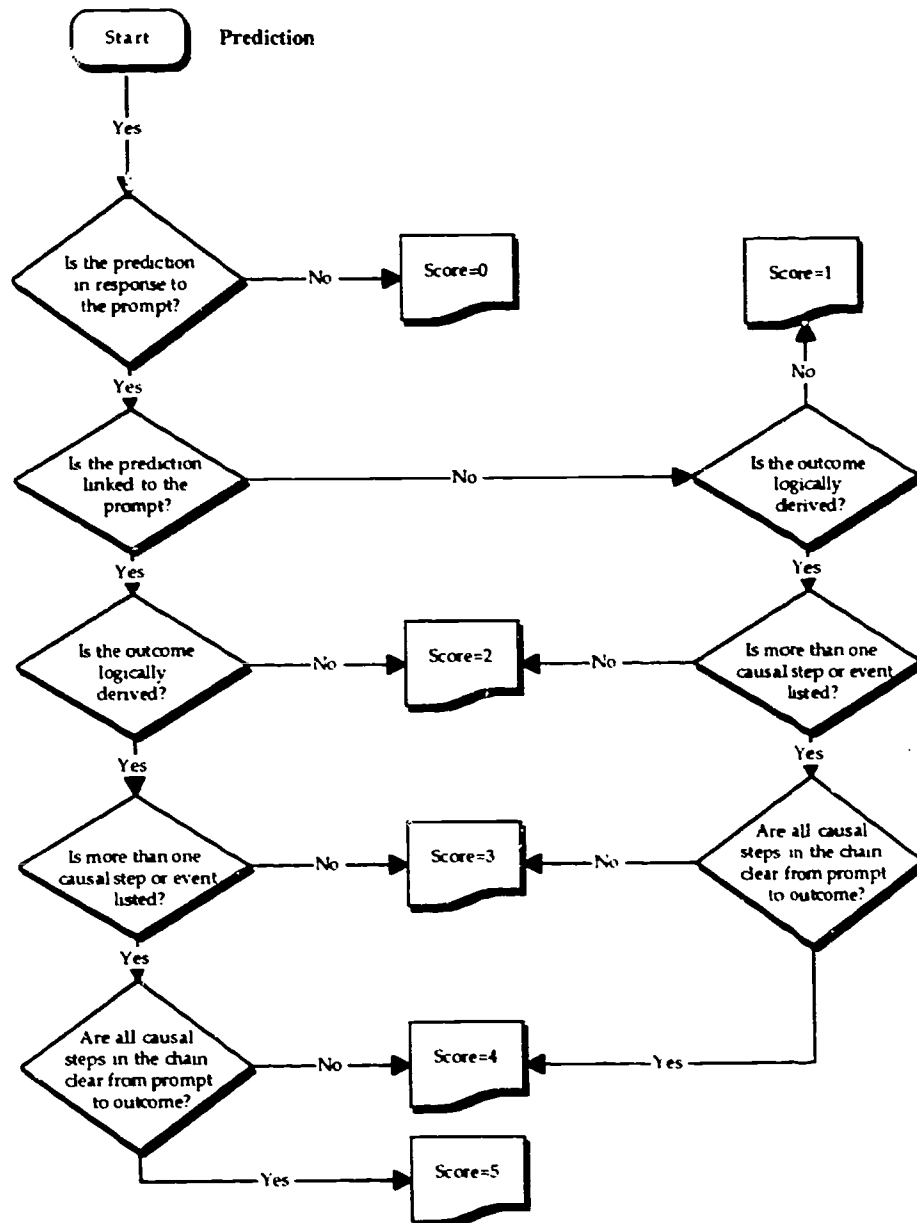 Start
Prediction
Yes
Is the prediction
in response to
the prompt?
No
Score=0
Score=1
No
Yes
Is the prediction
linked to the
prompt?
No
Is the outcome
logically
derived?
Yes
Yes
Is the outcome
logically
derived?
No
Score=2
No
Is more than one
causal step or event
listed?
Yes
Yes
Is more than one
causal step or event
listed?
No
Score=3
No
Are all causal
steps in the chain
clear from prompt
to outcome?
Yes
Are all causal
steps in the chain
clear from prompt
to outcome?
No
Score=4
Yes
Yes
Score=5